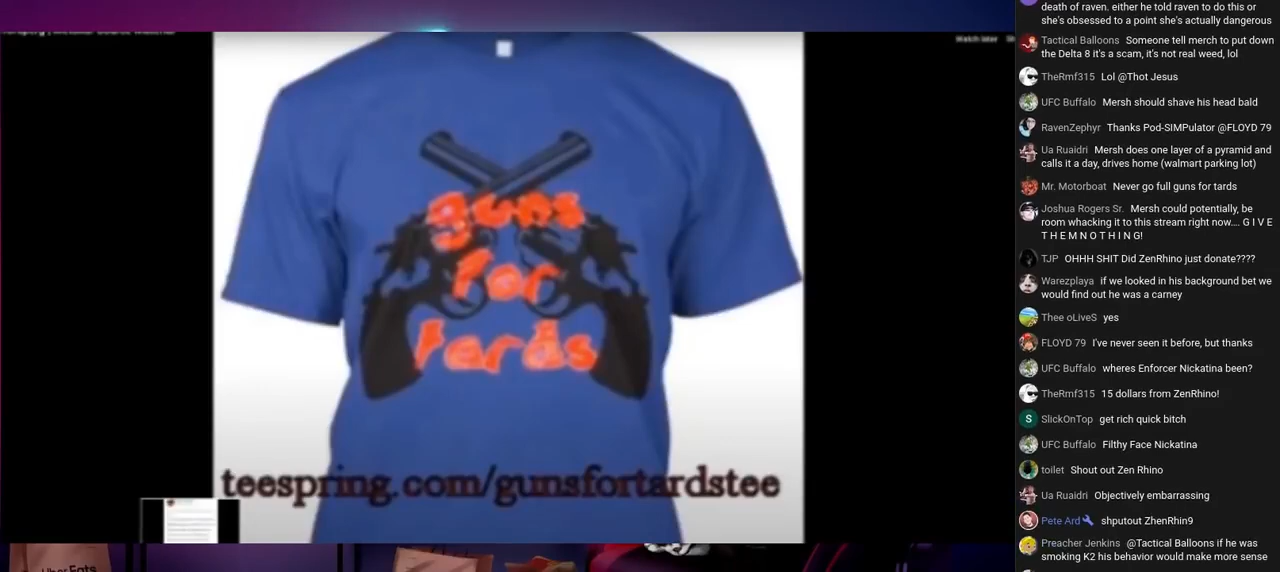 Watch later
guns
for
tards
teespring.com/gunsfortardstee
Uber Eats
death of raven. either he told raven to do this or
she's obsessed to a point she's actually dangerous
Tactical Balloons Someone tell merch to put down
the Delta 8 it's a scam, it's not real weed, lol
TheRmf315 Lol @Thot Jesus
UFC Buffalo Mersh should shave his head bald
RavenZephyr Thanks Pod-SIMPulator @FLOYD 79
Ua Ruaidri Mersh does one layer of a pyramid and
calls it a day, drives home (walmart parking lot)
Mr. Motorboat Never go full guns for tards
Joshua Rogers Sr. Mersh could potentially, be
room whacking it to this stream right now.... G I V E
T H E M N O T H I N G!
TJP OHHH SHIT Did ZenRhino just donate????
Warezplaya if we looked in his background bet we
would find out he was a carney
Thee oLiveS yes
FLOYD 79 I've never seen it before, but thanks
UFC Buffalo wheres Enforcer Nickatina been?
TheRmf315 15 dollars from ZenRhino!
S SlickOnTop get rich quick bitch
UFC Buffalo Filthy Face Nickatina
toilet Shout out Zen Rhino
Ua Ruaidri Objectively embarrassing
Pete Ard shputout ZhenRhin9
Preacher Jenkins @Tactical Balloons if he was
smoking K2 his behavior would make more sense